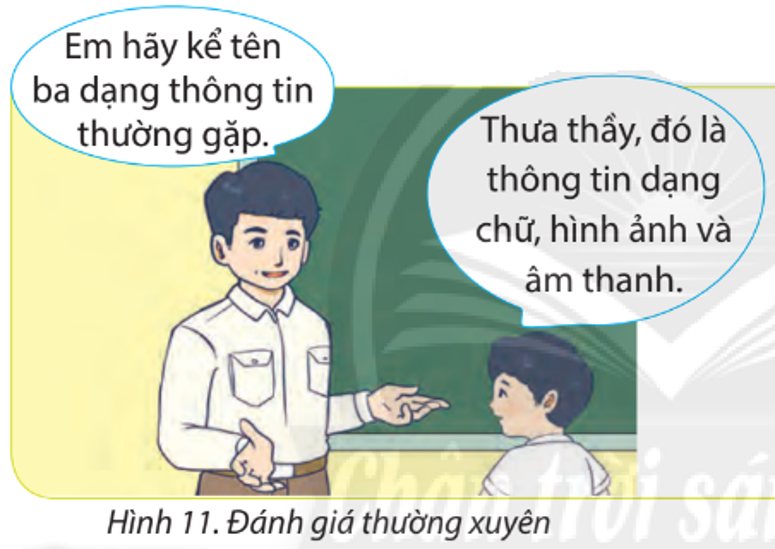 Em hãy kể tên
ba dạng thông tin
thường gặp.
Thưa thầy, đó là
thông tin dạng
chữ, hình ảnh và
âm thanh.
Chân trời sá
Hình 11. Đánh giá thường xuyên